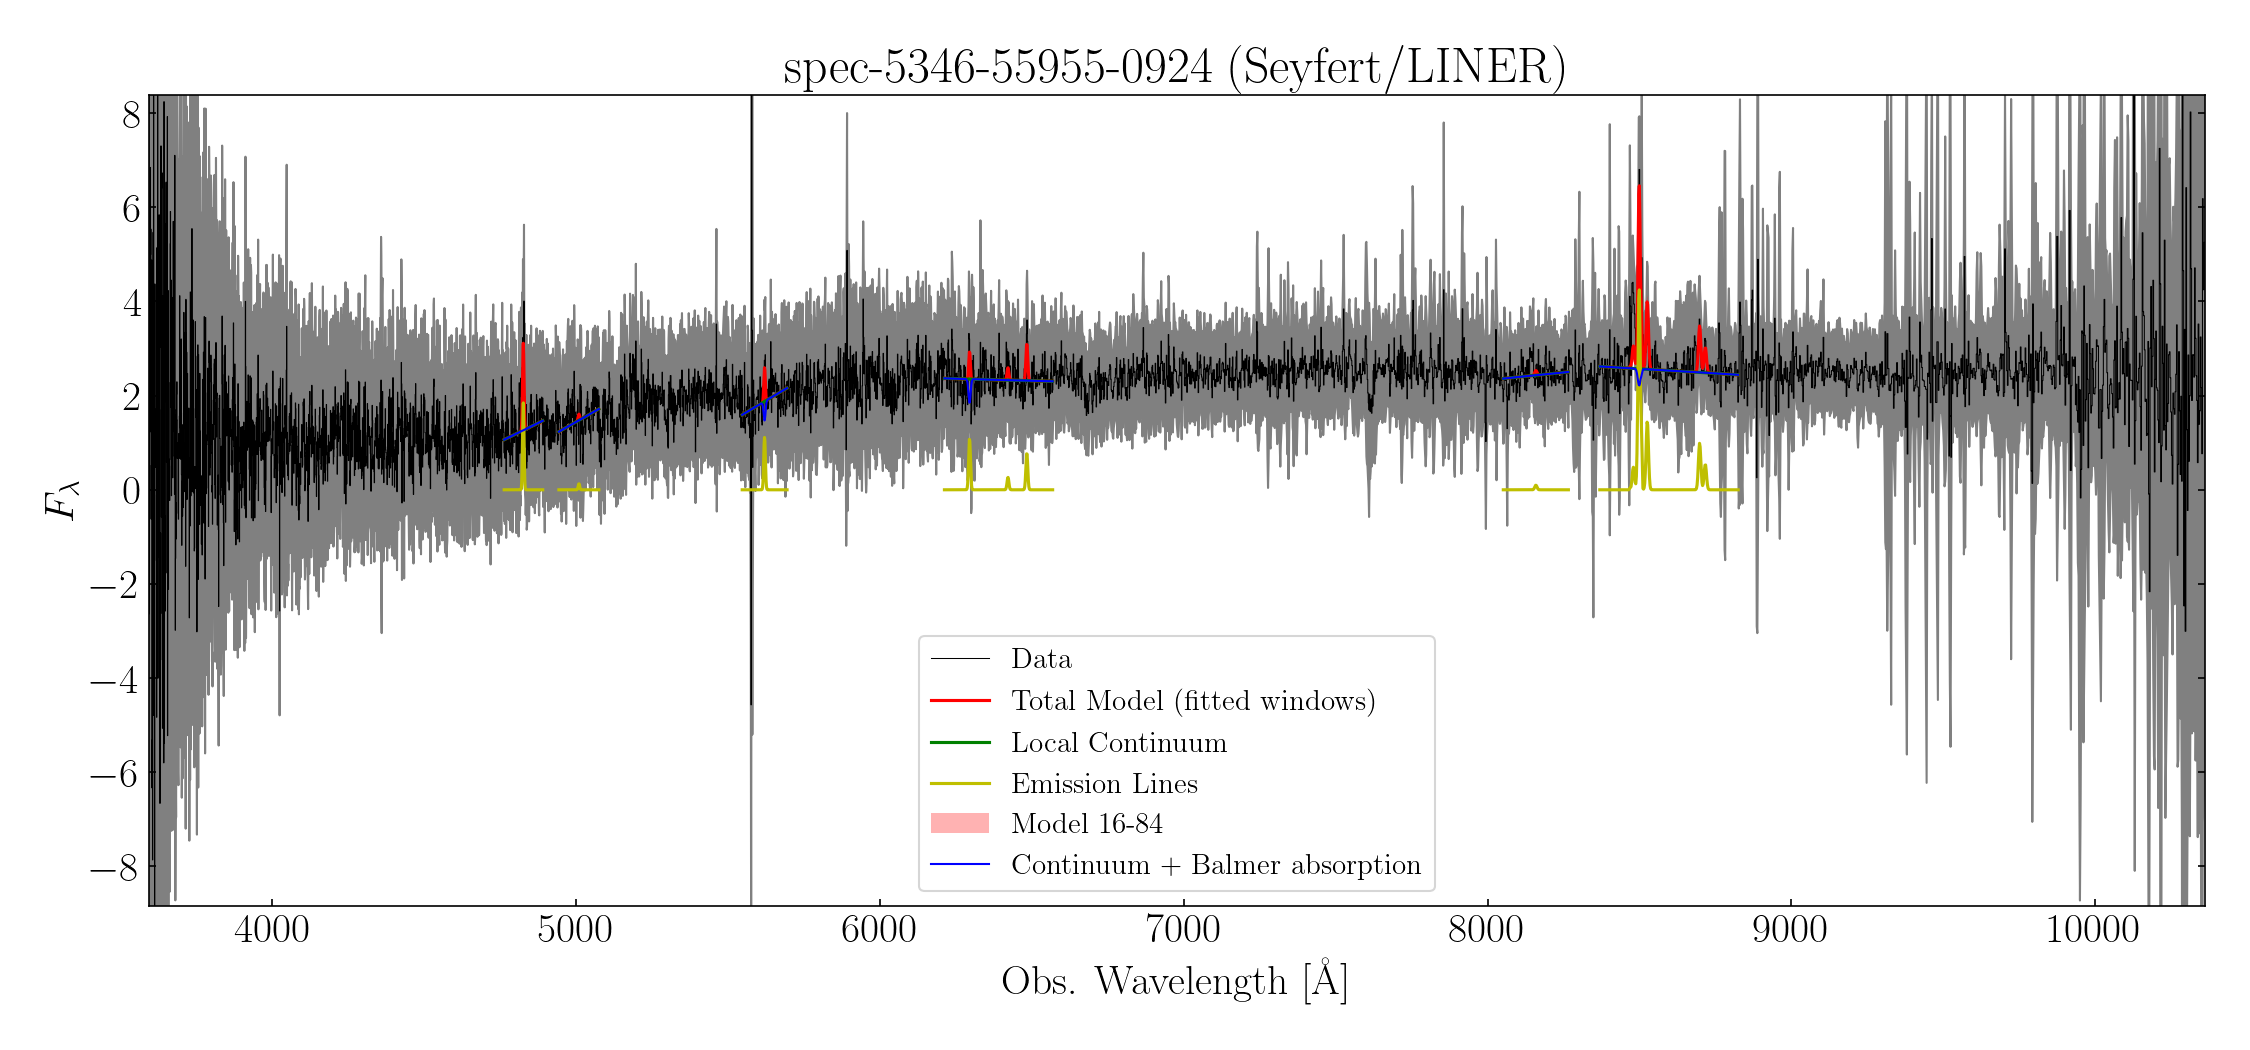 spec-5346-55955-0924 (Seyfert/LINER)
8
6
4
2
0
−2
−4
−6
−8
F_λ
Data
Total Model (fitted windows)
Local Continuum
Emission Lines
Model 16-84
Continuum + Balmer absorption
4000 5000 6000 7000 8000 9000 10000
Obs. Wavelength [Å]